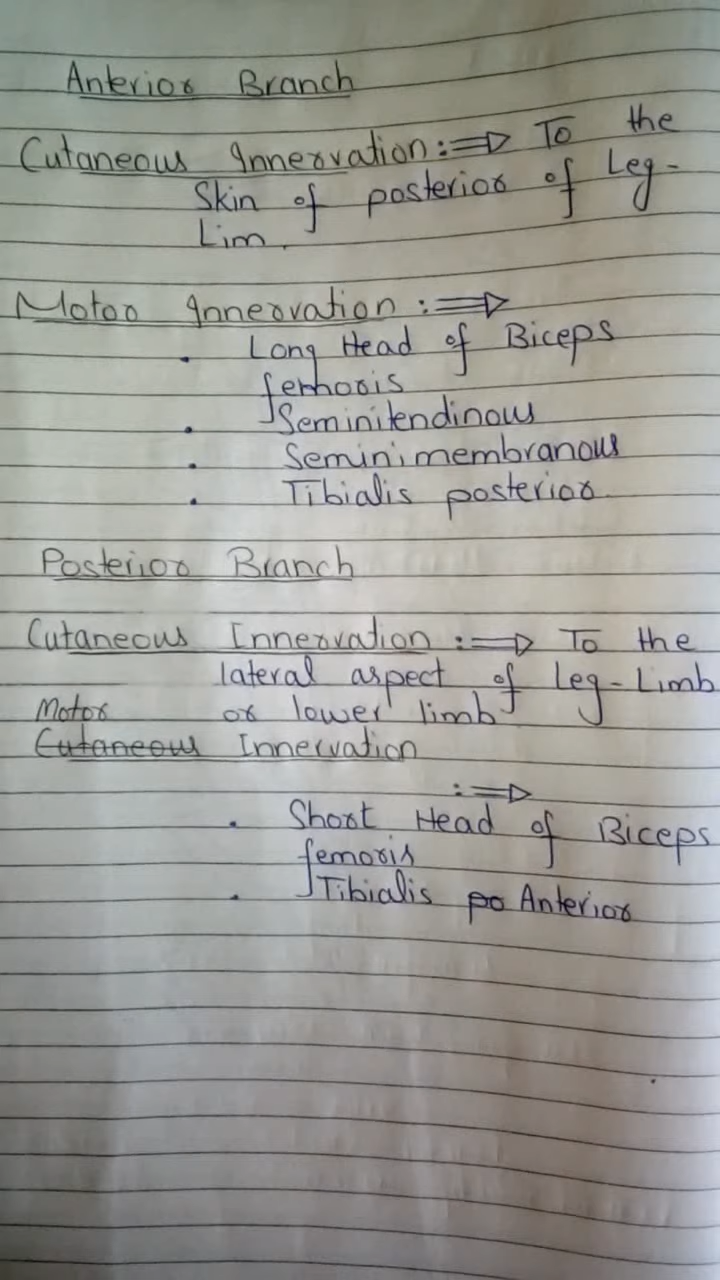 Anterior Branch
Cutaneous Innervation :⇒ To the
Skin of posterior of Leg-
Lim.
Motor Innervation :⇒
• Long Head of Biceps
femoris
• Seminitendinous
• Seminimembranous
• Tibialis posterior
Posterior Branch
Cutaneous Innervation :⇒ To the
lateral aspect of Leg-Limb
Motor or lower limb
Cutaneous Innervation
:⇒
• Short Head of Biceps
femoris
• Tibialis po Anterior